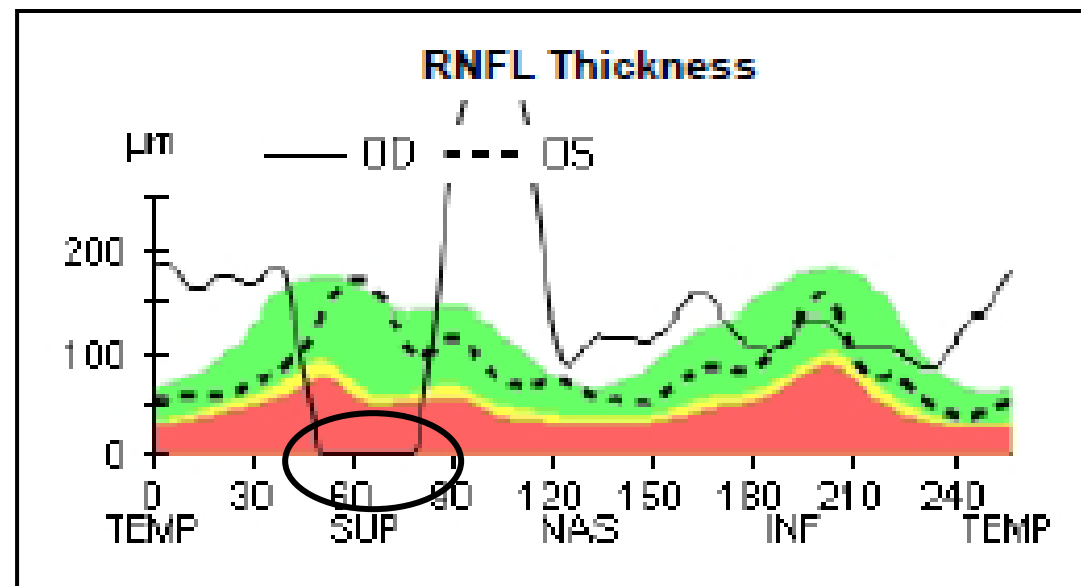 RNFL Thickness
µm
OD OS
200
100
0
0 30 60 90 120 150 180 210 240
TEMP SUP NAS INF TEMP